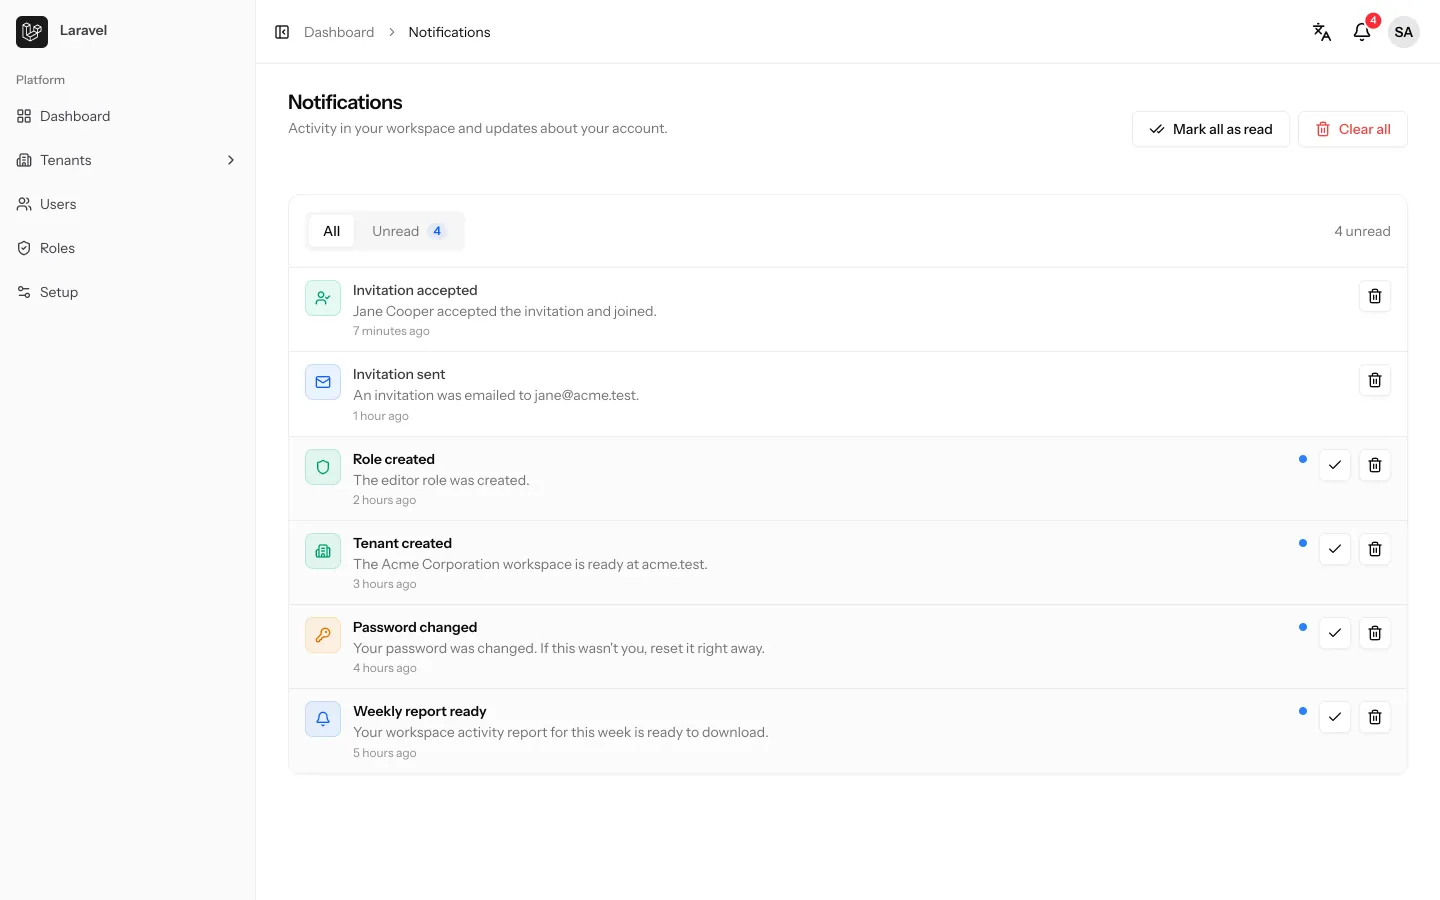 Laravel
Platform
Dashboard
Tenants
Users
Roles
Setup
Dashboard > Notifications
4
SA
Notifications
Activity in your workspace and updates about your account.
Mark all as read
Clear all
All
Unread 4
4 unread
Invitation accepted
Jane Cooper accepted the invitation and joined.
7 minutes ago
Invitation sent
An invitation was emailed to jane@acme.test.
1 hour ago
Role created
The editor role was created.
2 hours ago
Tenant created
The Acme Corporation workspace is ready at acme.test.
3 hours ago
Password changed
Your password was changed. If this wasn't you, reset it right away.
4 hours ago
Weekly report ready
Your workspace activity report for this week is ready to download.
5 hours ago